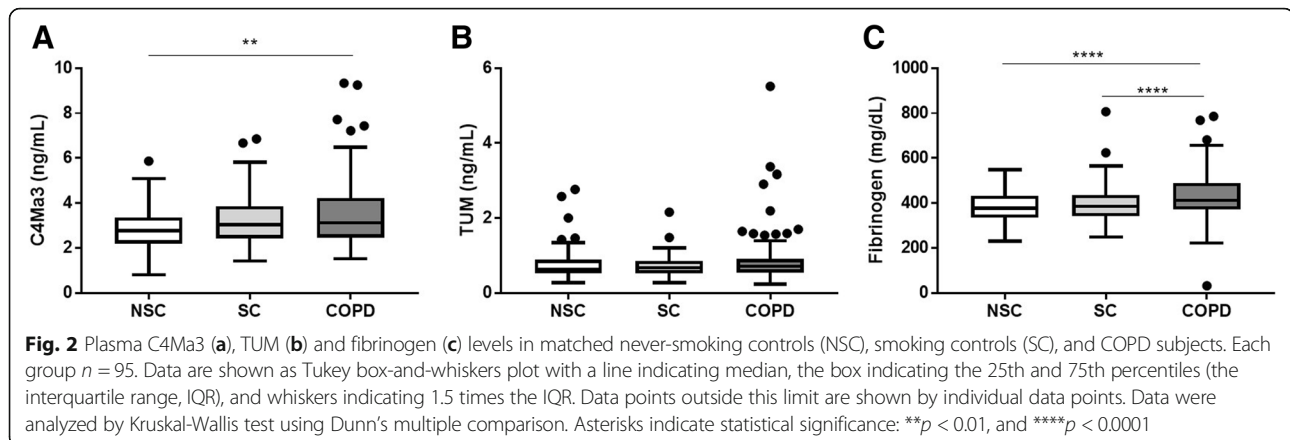 A
**
10
8
6
4
2
0
C4Ma3 (ng/mL)
NSC SC COPD
B
6
4
2
0
TUM (ng/mL)
NSC SC COPD
C
****
****
1000
800
600
400
200
0
Fibrinogen (mg/dL)
NSC SC COPD
Fig. 2 Plasma C4Ma3 (a), TUM (b) and fibrinogen (c) levels in matched never-smoking controls (NSC), smoking controls (SC), and COPD subjects. Each
group n = 95. Data are shown as Tukey box-and-whiskers plot with a line indicating median, the box indicating the 25th and 75th percentiles (the
interquartile range, IQR), and whiskers indicating 1.5 times the IQR. Data points outside this limit are shown by individual data points. Data were
analyzed by Kruskal-Wallis test using Dunn's multiple comparison. Asterisks indicate statistical significance: **p < 0.01, and ****p < 0.0001